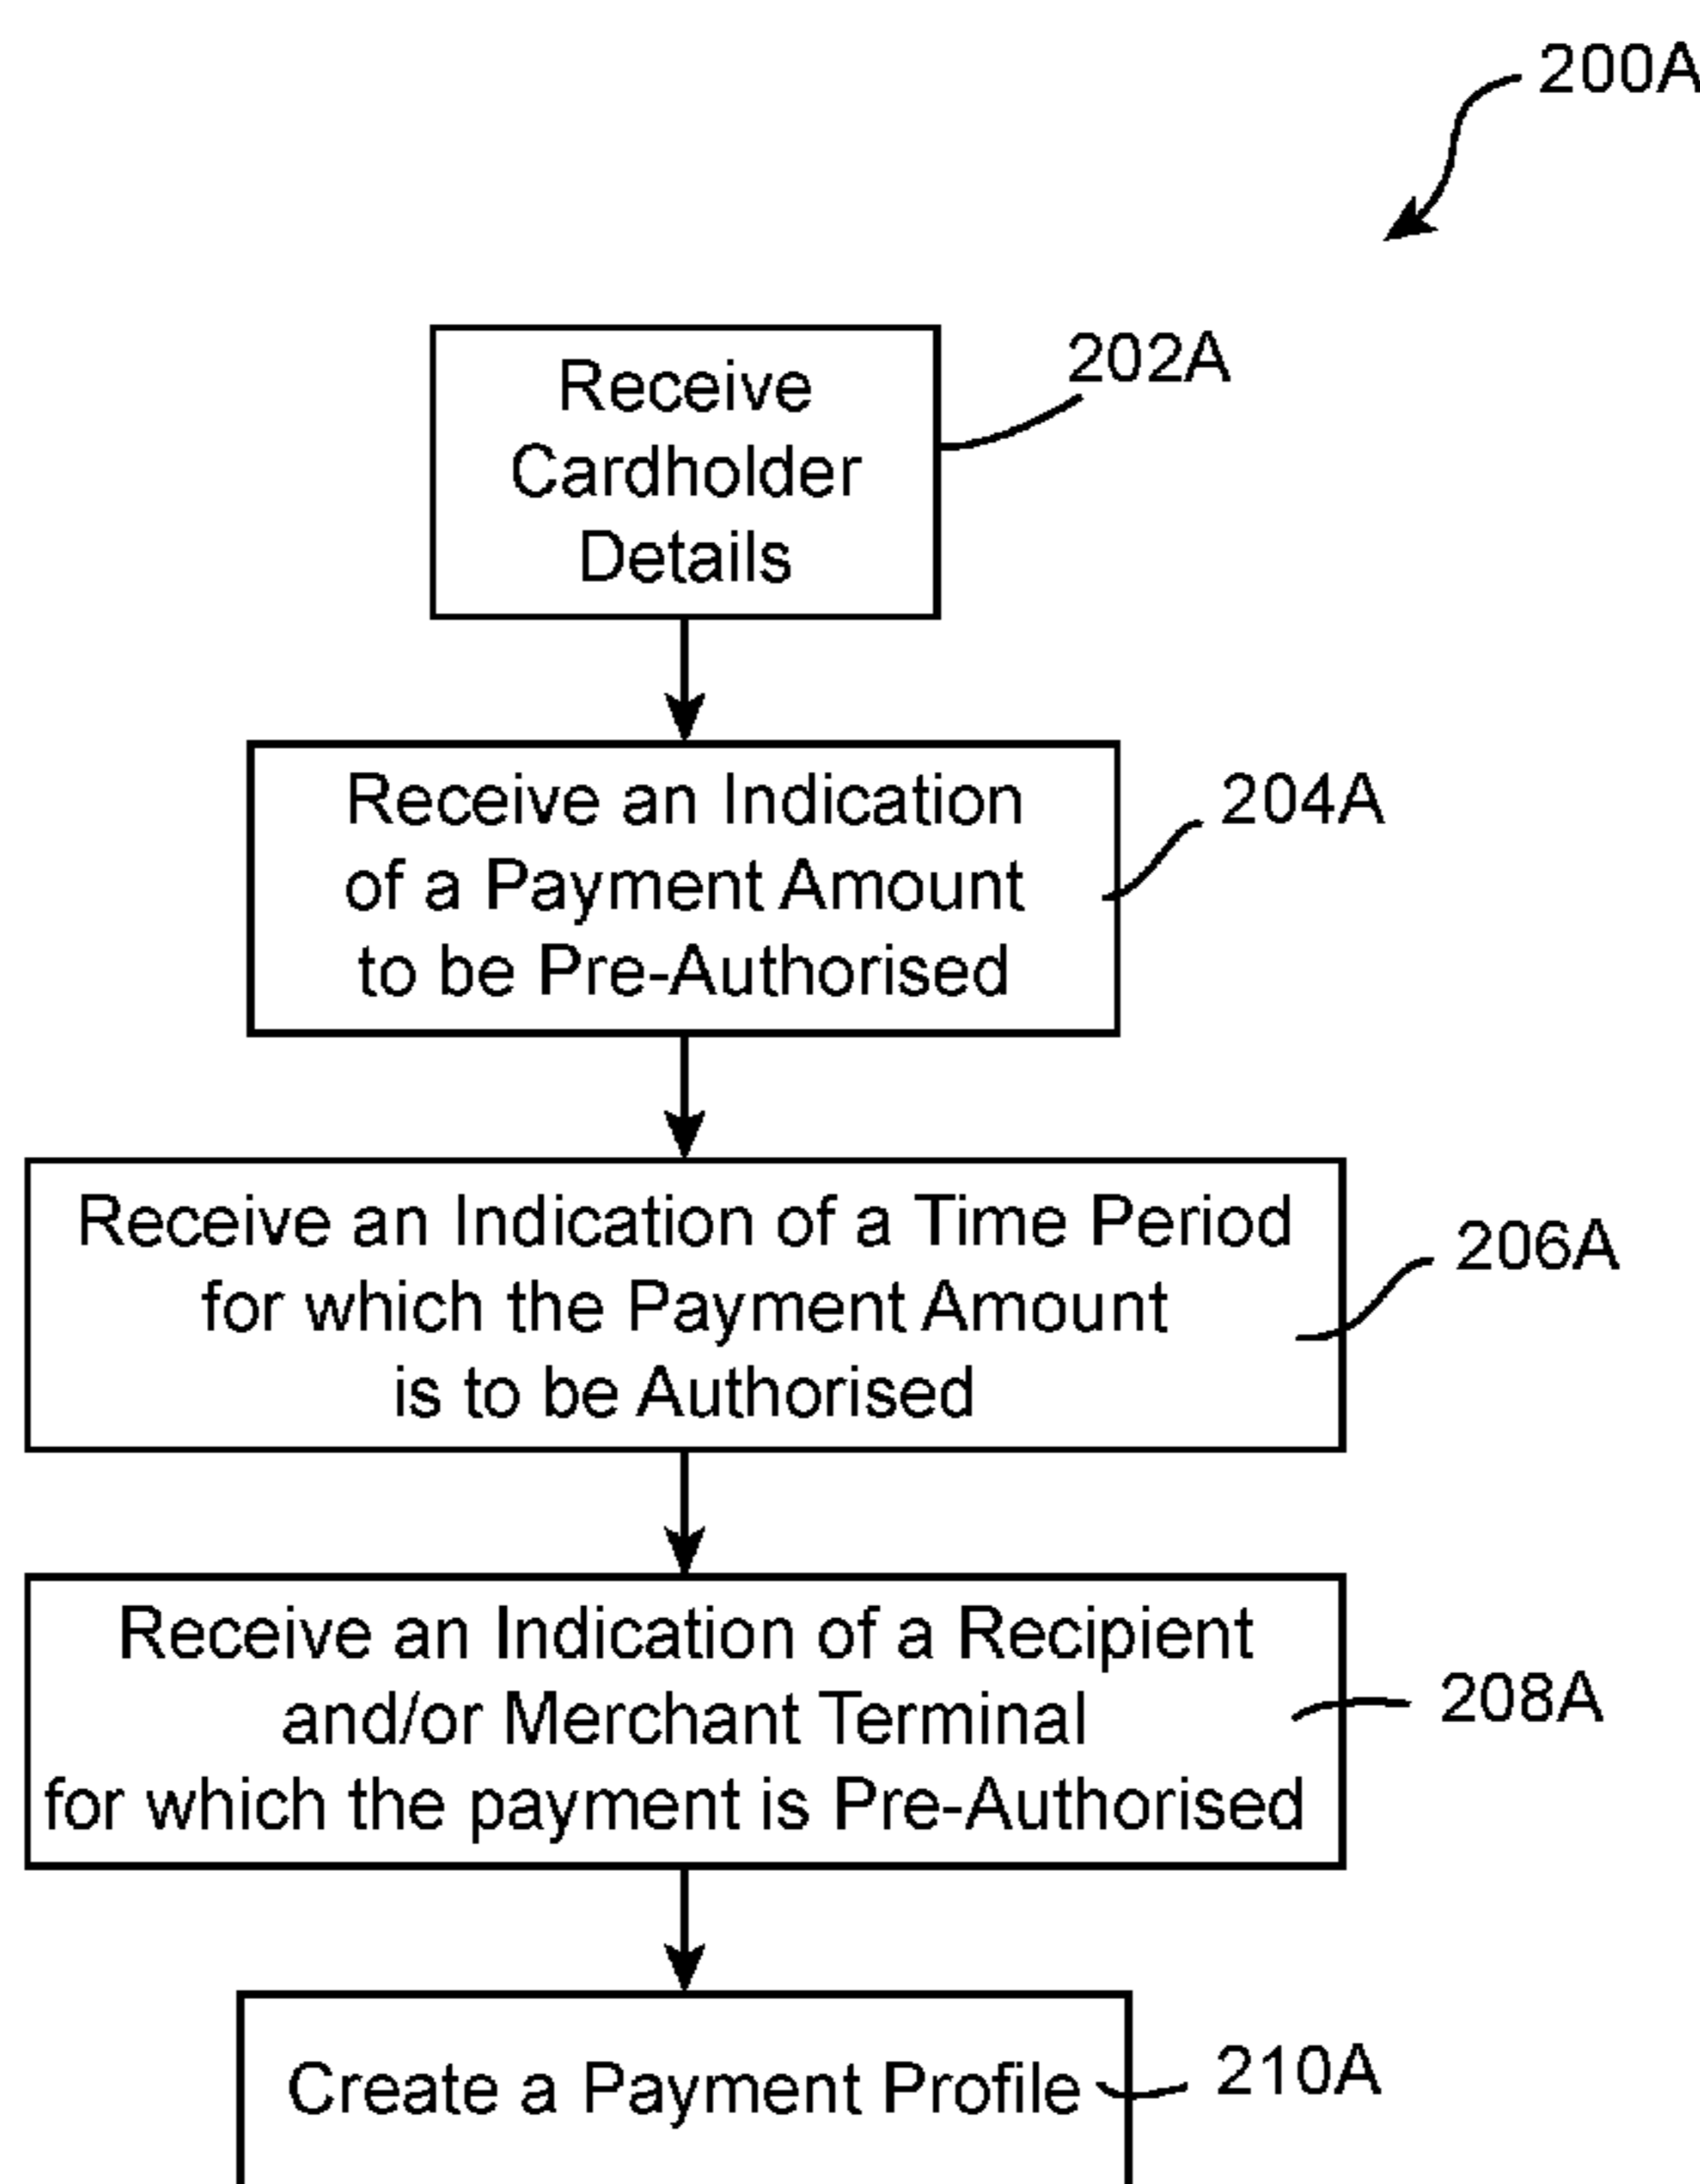 200A
Receive
Cardholder
Details
202A
Receive an Indication
of a Payment Amount
to be Pre-Authorised
204A
Receive an Indication of a Time Period
for which the Payment Amount
is to be Authorised
206A
Receive an Indication of a Recipient
and/or Merchant Terminal
for which the payment is Pre-Authorised
208A
Create a Payment Profile
210A